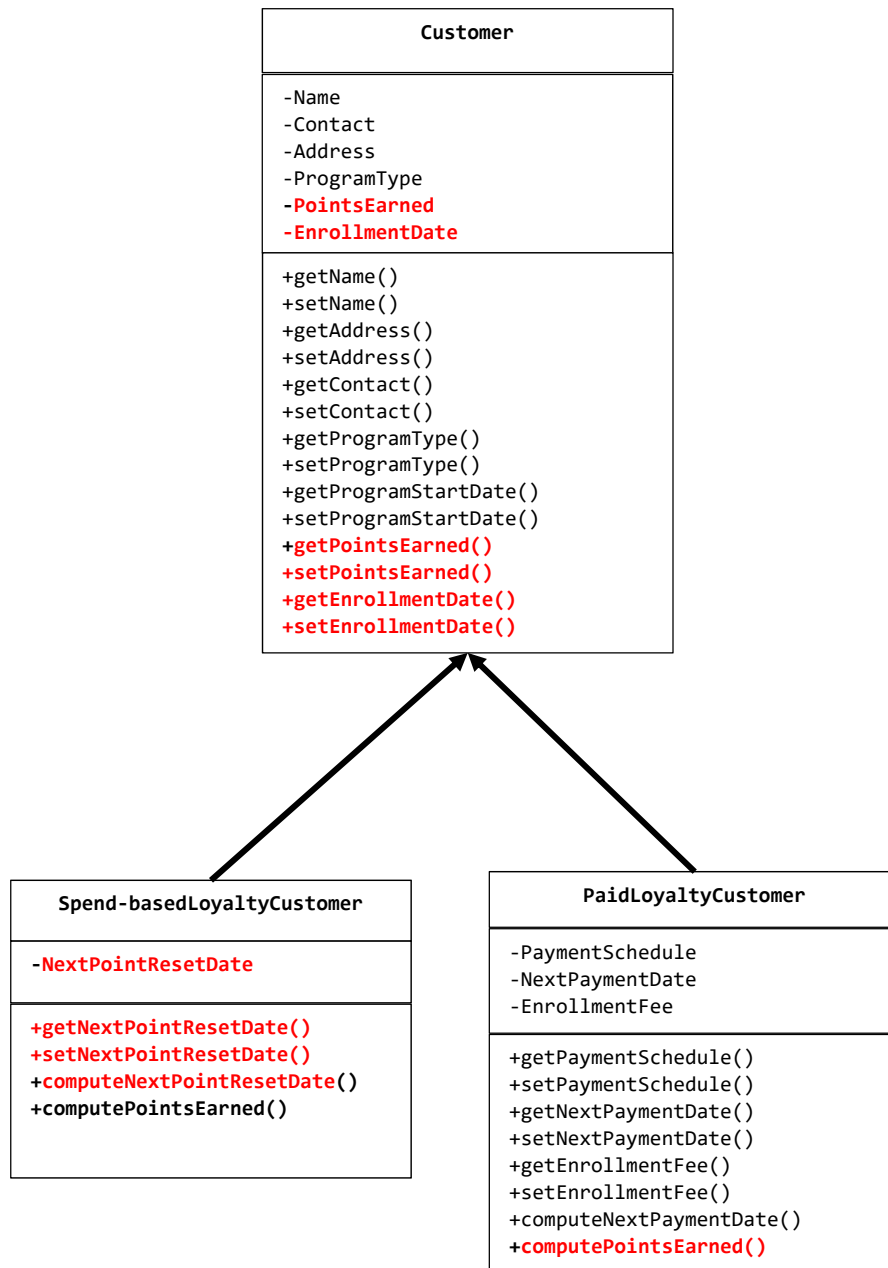 Customer
-Name
-Contact
-Address
-ProgramType
-PointsEarned
-EnrollmentDate
+getName()
+setName()
+getAddress()
+setAddress()
+getContact()
+setContact()
+getProgramType()
+setProgramType()
+getProgramStartDate()
+setProgramStartDate()
+getPointsEarned()
+setPointsEarned()
+getEnrollmentDate()
+setEnrollmentDate()
Spend-basedLoyaltyCustomer
-NextPointResetDate
+getNextPointResetDate()
+setNextPointResetDate()
+computeNextPointResetDate()
+computePointsEarned()
PaidLoyaltyCustomer
-PaymentSchedule
-NextPaymentDate
-EnrollmentFee
+getPaymentSchedule()
+setPaymentSchedule()
+getNextPaymentDate()
+setNextPaymentDate()
+getEnrollmentFee()
+setEnrollmentFee()
+computeNextPaymentDate()
+computePointsEarned()